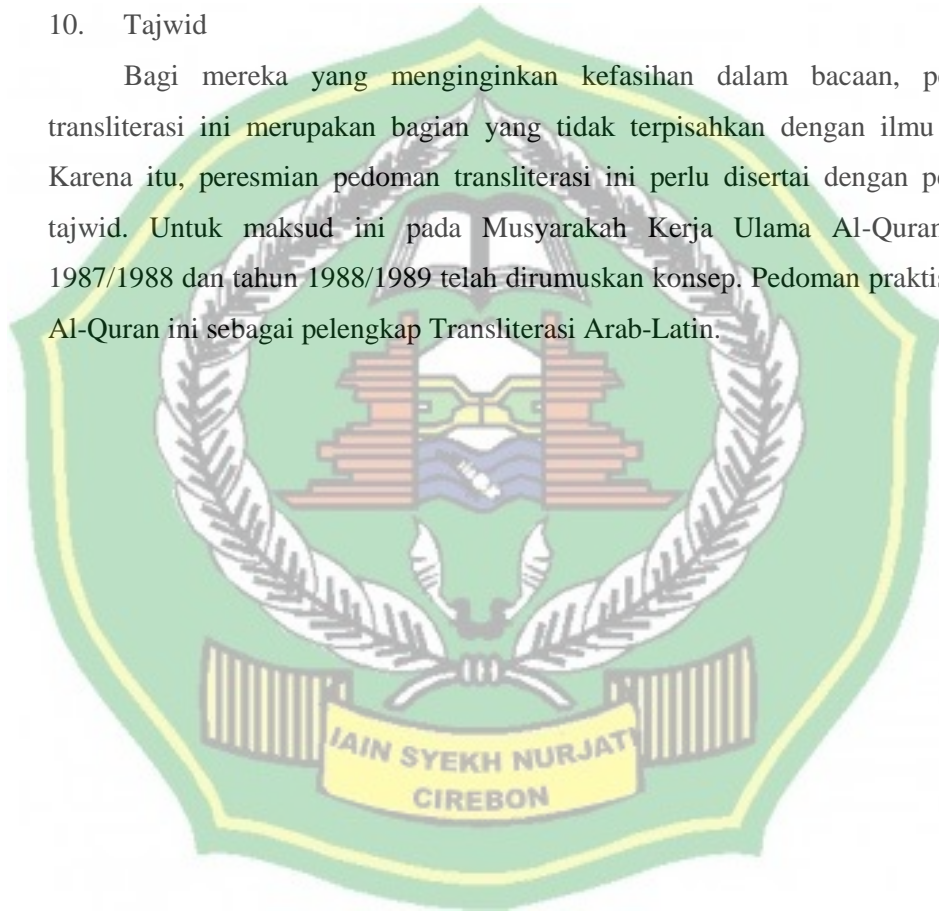 10. Tajwid
Bagi mereka yang menginginkan kefasihan dalam bacaan, pe
transliterasi ini merupakan bagian yang tidak terpisahkan dengan ilmu
Karena itu, peresmian pedoman transliterasi ini perlu disertai dengan pe
tajwid. Untuk maksud ini pada Musyarakah Kerja Ulama Al-Quran
1987/1988 dan tahun 1988/1989 telah dirumuskan konsep. Pedoman praktis
Al-Quran ini sebagai pelengkap Transliterasi Arab-Latin.
IAIN SYEKH NURJATI
CIREBON